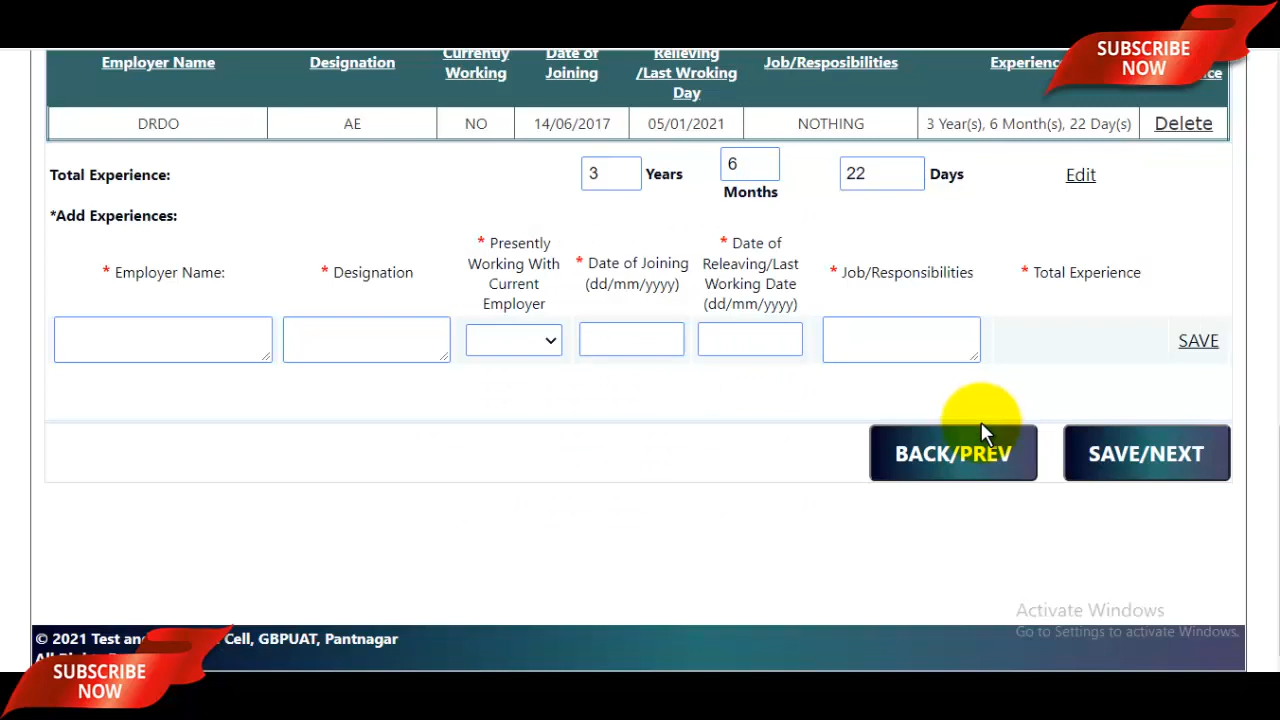 SUBSCRIBE
NOW
Employer Name
Designation
Currently
Working
Date of
Joining
Relieving
/Last Wroking
Day
Job/Resposibilities
DRDO
AE
NO
14/06/2017
05/01/2021
NOTHING
3 Year(s), 6 Month(s), 22 Day(s)
Delete
Total Experience:
3
Years
6
Months
22
Days
Edit
*Add Experiences:
* Employer Name:
* Designation
* Presently
Working With
Current
Employer
* Date of Joining
(dd/mm/yyyy)
* Date of
Releaving/Last
Working Date
(dd/mm/yyyy)
* Job/Responsibilities
* Total Experience
SAVE
BACK/PREV
SAVE/NEXT
Activate Windows
Go to Settings to activate Windows.
© 2021 Test and Cell, GBPUAT, Pantnagar
SUBSCRIBE
NOW